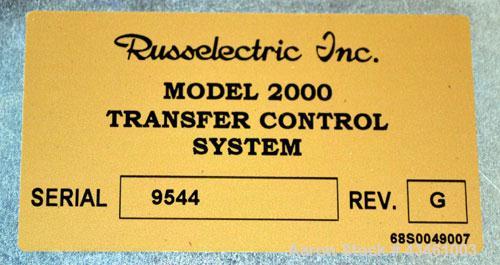 Russelectric Inc.
MODEL 2000
TRANSFER CONTROL
SYSTEM
SERIAL 9544 REV. G
68S0049007